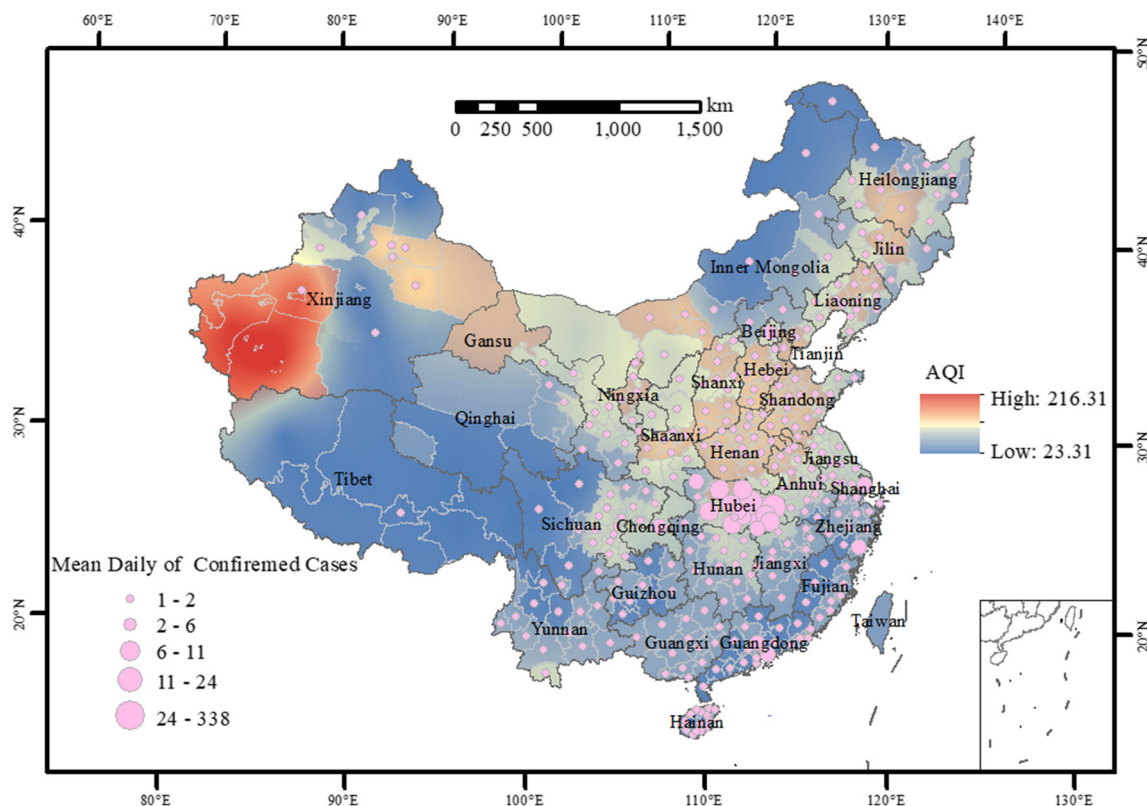 60°E 70°E 80°E 90°E 100°E 110°E 120°E 130°E 140°E
50°N
km
0 250 500 1,000 1,500
Heilongjiang
40°N
40°N
Jilin
Inner Mongolia
Xinjiang
Liaoning
Beijing
Gansu
Tianjin
Hebei
AQI
Shanxi
High: 216.31
Ningxia
Shandong
Qinghai
30°N
Shaanxi
30°N
Henan
Low: 23.31
Jiangsu
Tibet
Anhui
Shanghai
Hubei
Sichuan
Chongqing
Zhejiang
Mean Daily of Confiremed Cases
Hunan
Jiangxi
Fujian
1 - 2
Guizhou
20°N
Taiwan
2 - 6
Yunnan
Guangxi
Guangdong
20°N
6 - 11
11 - 24
24 - 338
Hainan
80°E 90°E 100°E 110°E 120°E 130°E